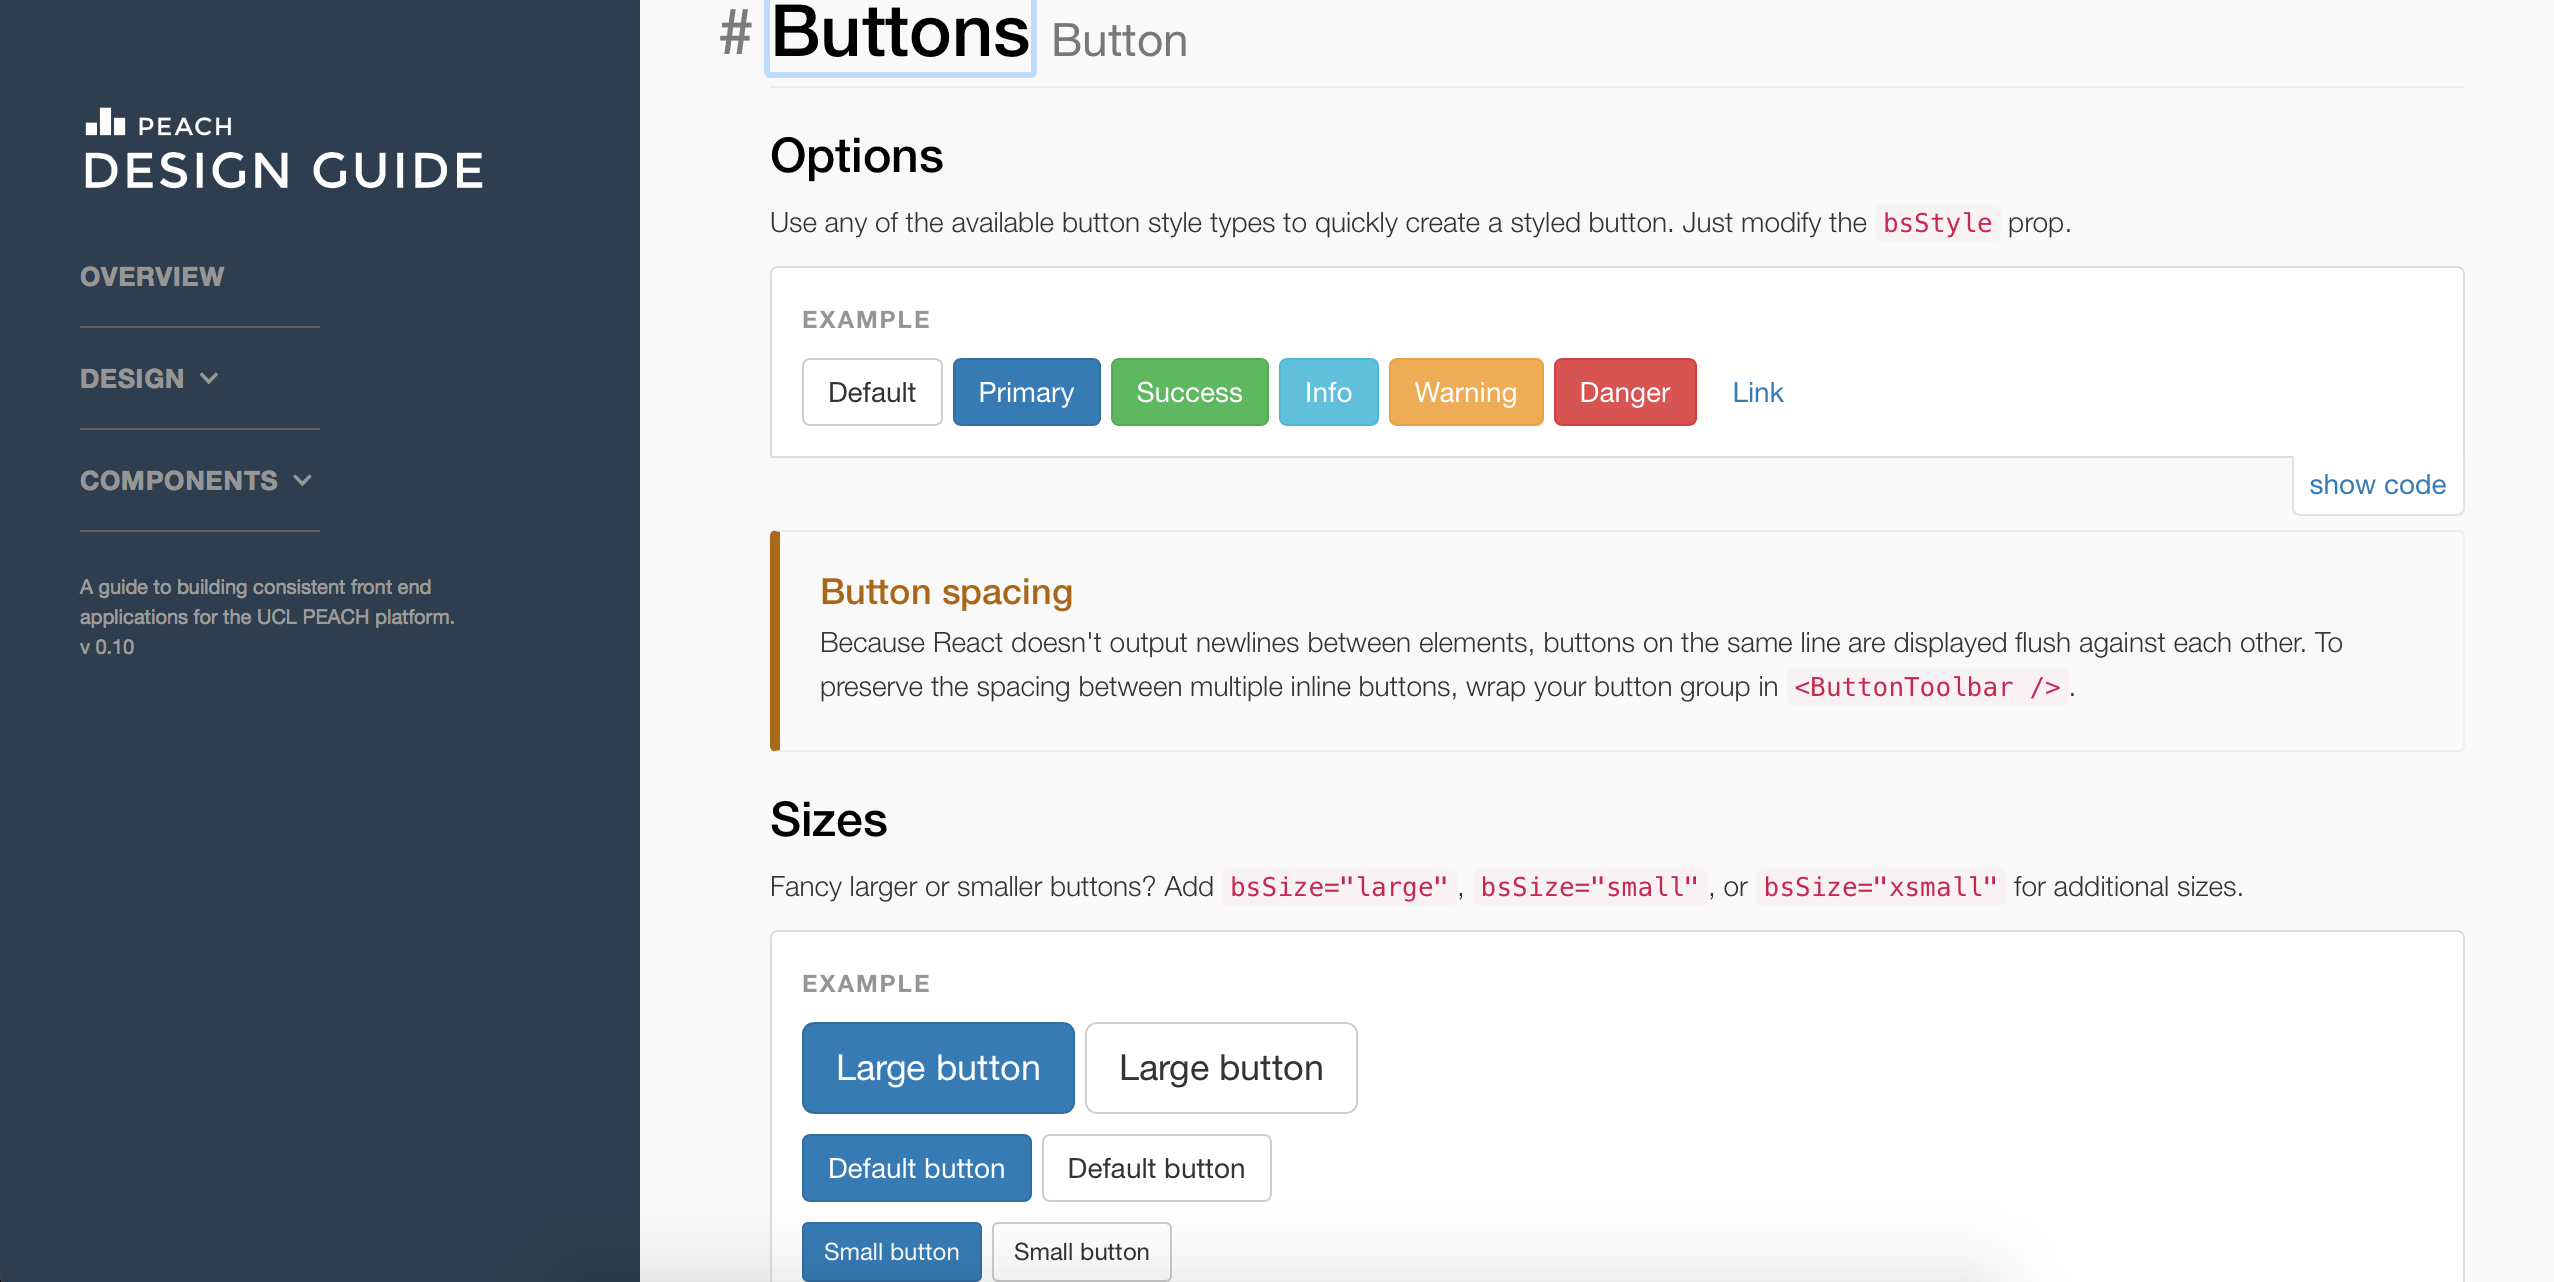 PEACH
DESIGN GUIDE
OVERVIEW
DESIGN
COMPONENTS
A guide to building consistent front end
applications for the UCL PEACH platform.
v 0.10
# Buttons Button
Options
Use any of the available button style types to quickly create a styled button. Just modify the bsStyle prop.
EXAMPLE
Default Primary Success Info Warning Danger Link
show code
Button spacing
Because React doesn't output newlines between elements, buttons on the same line are displayed flush against each other. To
preserve the spacing between multiple inline buttons, wrap your button group in <ButtonToolbar />.
Sizes
Fancy larger or smaller buttons? Add bsSize="large", bsSize="small", or bsSize="xsmall" for additional sizes.
EXAMPLE
Large button Large button
Default button Default button
Small button Small button